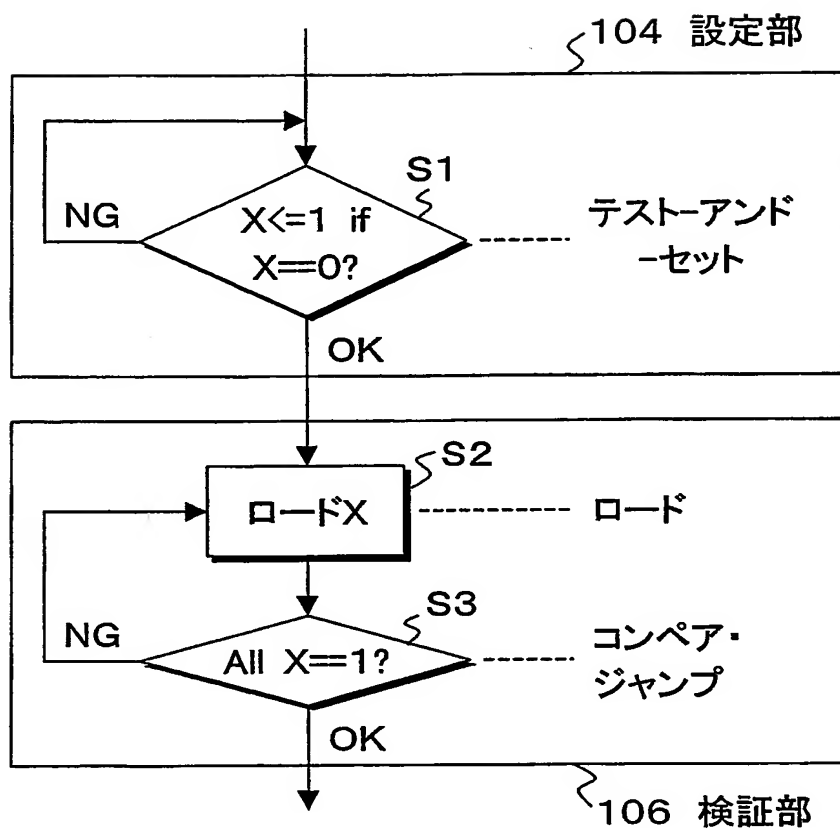 104 設定部
S1
NG
X<=1 if
X==0?
テスト-アンド
-セット
OK
S2
ロードX
ロード
S3
NG
All X==1?
コンペア・
ジャンプ
OK
106 検証部